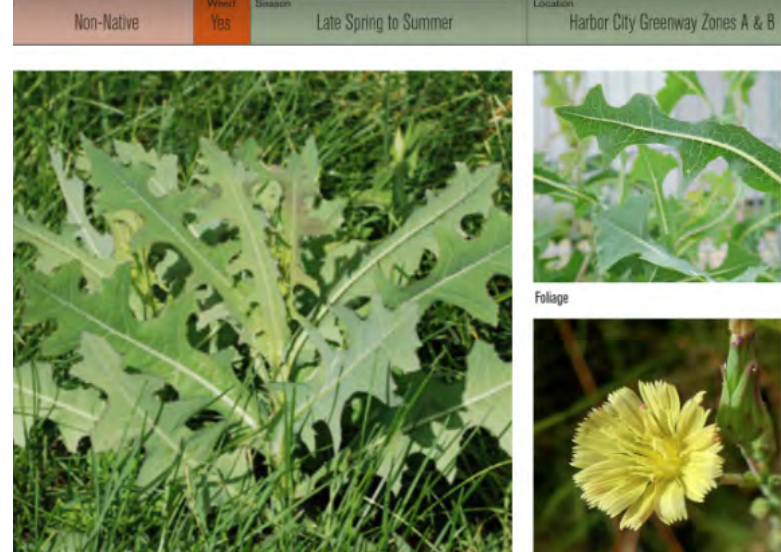 Weed
Season
Location
Non-Native
Yes
Late Spring to Summer
Harbor City Greenway Zones A & B
Foliage